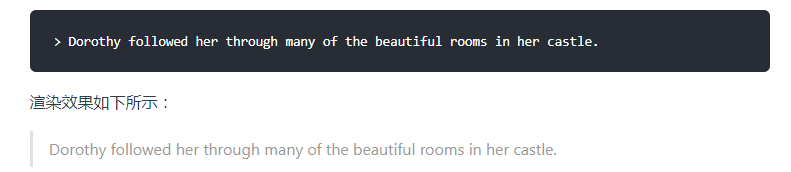 > Dorothy followed her through many of the beautiful rooms in her castle.
渲染效果如下所示：
Dorothy followed her through many of the beautiful rooms in her castle.